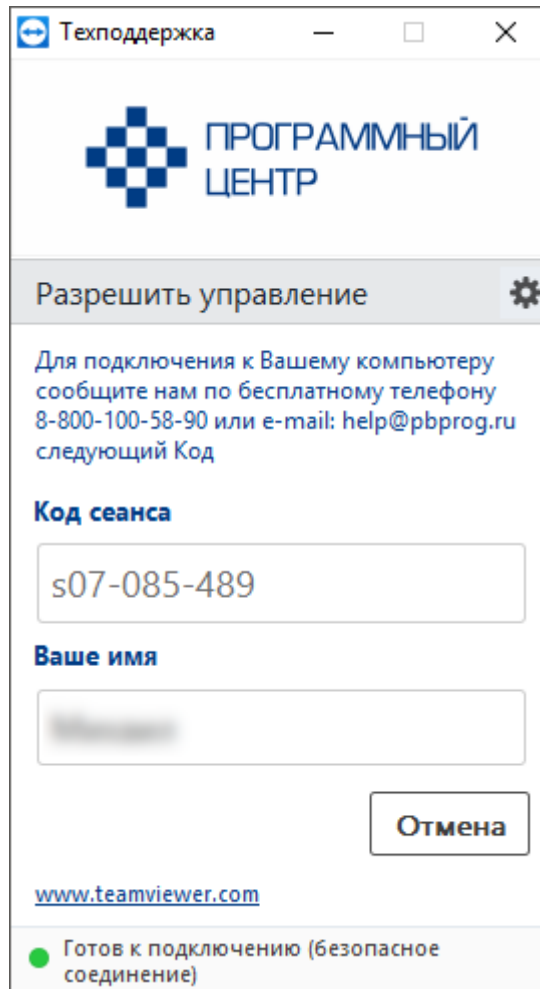 Техподдержка
ПРОГРАММНЫЙ
ЦЕНТР
Разрешить управление
Для подключения к Вашему компьютеру
сообщите нам по бесплатному телефону
8-800-100-58-90 или e-mail: help@pbprog.ru
следующий Код
Код сеанса
s07-085-489
Ваше имя
Отмена
www.teamviewer.com
Готов к подключению (безопасное
соединение)